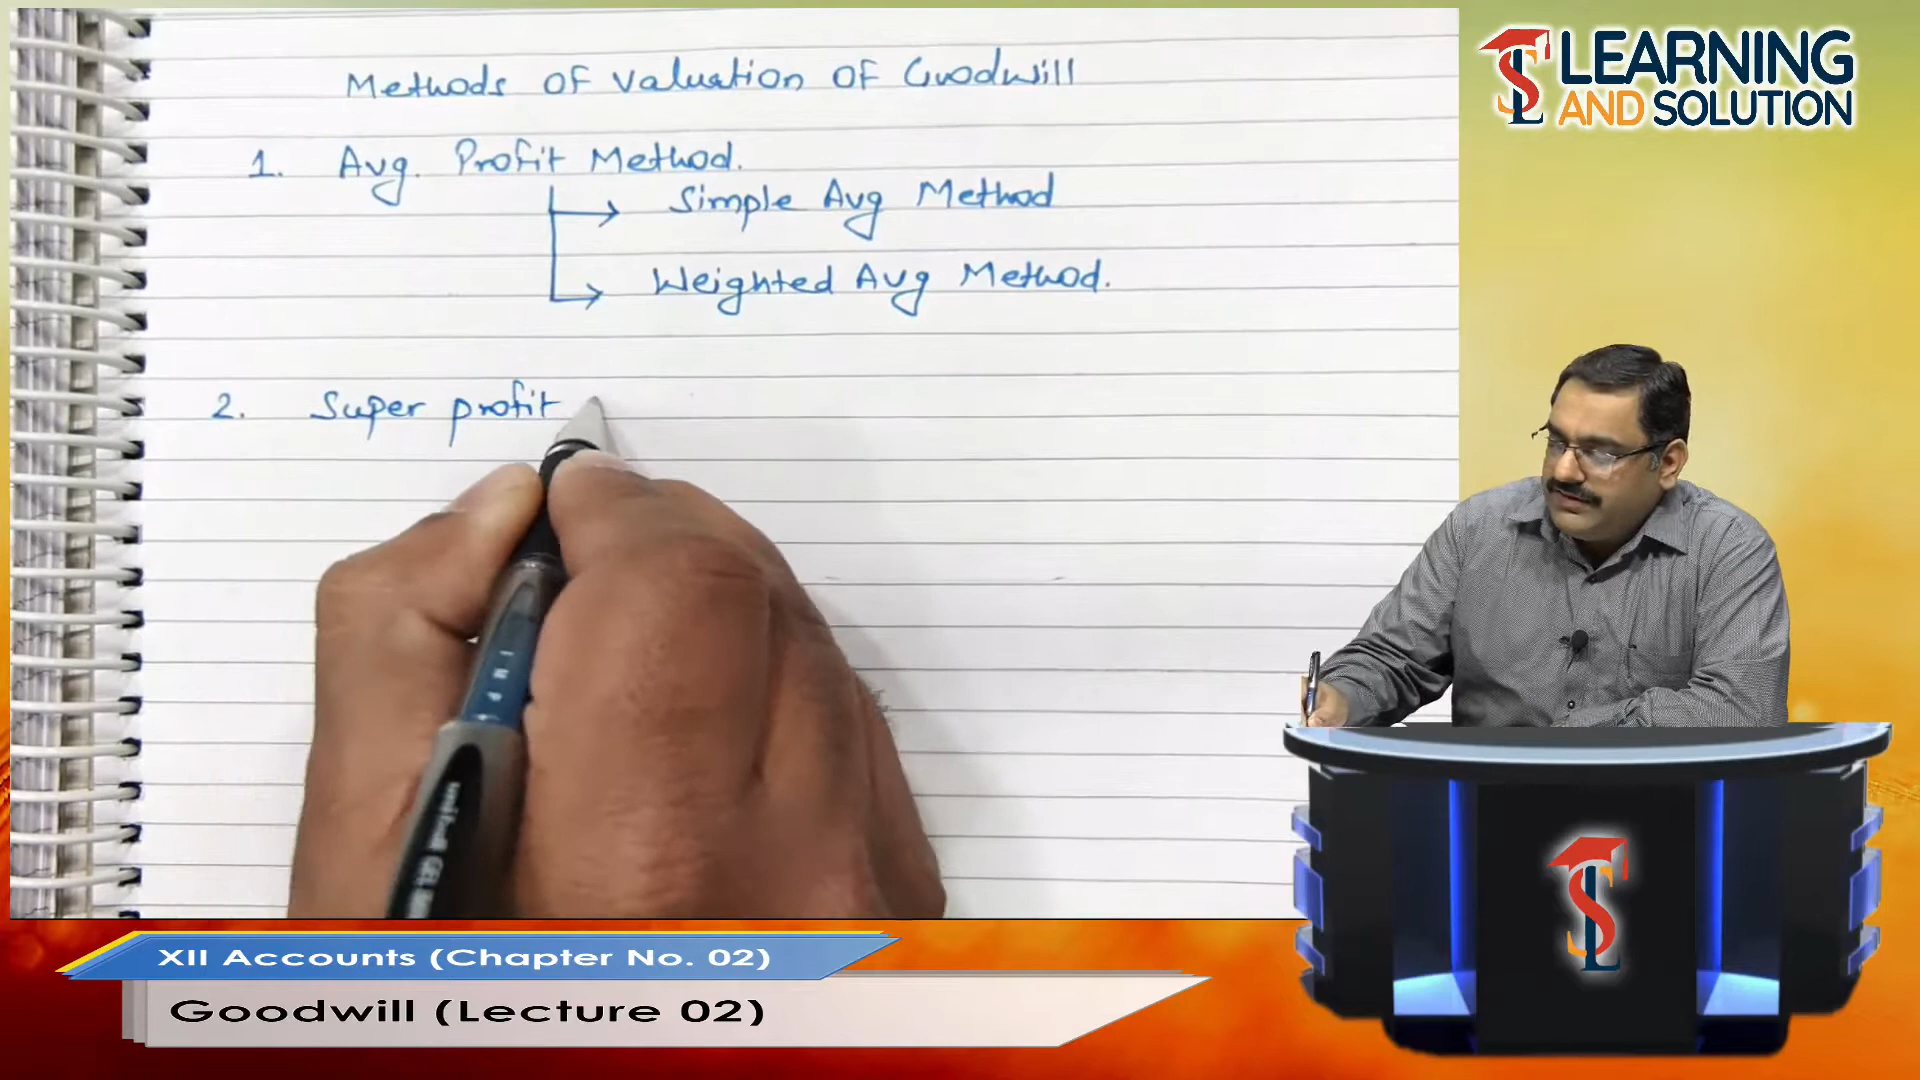 Methods of Valuation of Goodwill
1. Avg. Profit Method.
Simple Avg Method
Weighted Avg Method.
2. Super profit
LEARNING
AND SOLUTION
XII Accounts (Chapter No. 02)
Goodwill (Lecture 02)